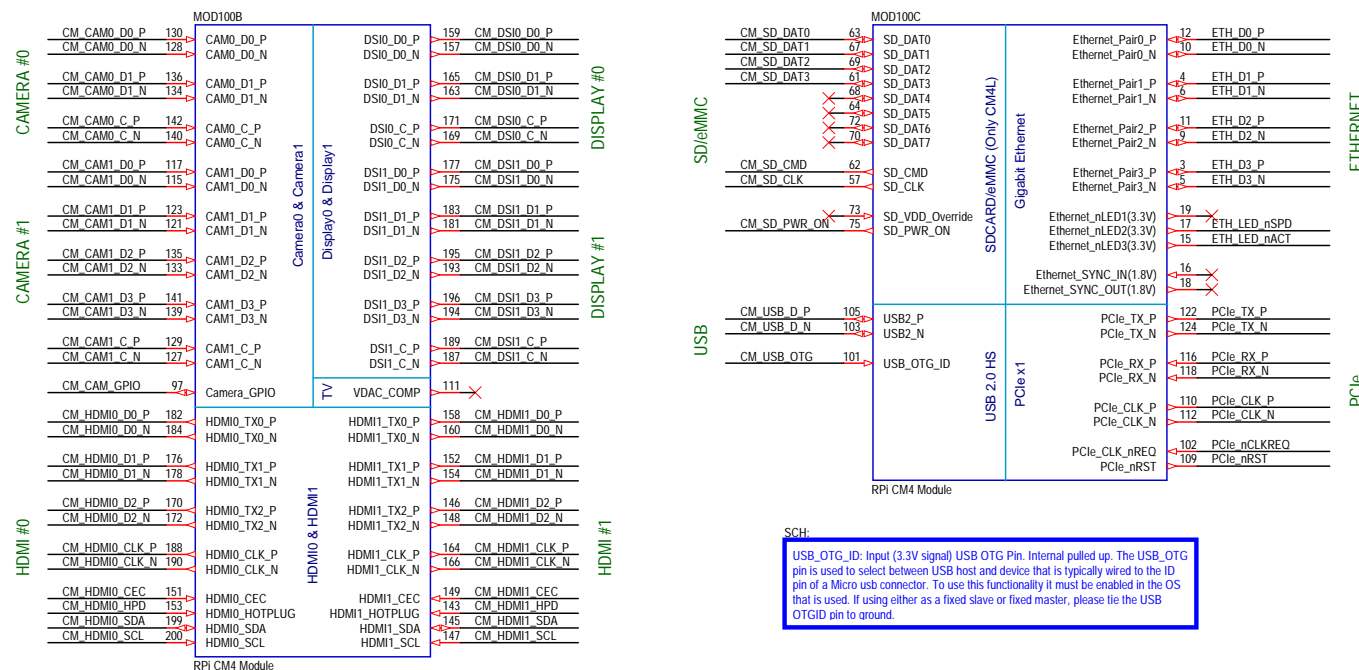 MOD100B
CAMERA #0
CM_CAM0_D0_P 130 CAM0_D0_P DSI0_D0_P 159 CM_DSI0_D0_P
CM_CAM0_D0_N 128 CAM0_D0_N DSI0_D0_N 157 CM_DSI0_D0_N
CM_CAM0_D1_P 136 CAM0_D1_P DSI0_D1_P 165 CM_DSI0_D1_P
CM_CAM0_D1_N 134 CAM0_D1_N DSI0_D1_N 163 CM_DSI0_D1_N
DISPLAY #0
CM_CAM0_C_P 142 CAM0_C_P DSI0_C_P 171 CM_DSI0_C_P
CM_CAM0_C_N 140 CAM0_C_N DSI0_C_N 169 CM_DSI0_C_N
CM_CAM1_D0_P 117 CAM1_D0_P DSI1_D0_P 177 CM_DSI1_D0_P
CM_CAM1_D0_N 115 CAM1_D0_N DSI1_D0_N 175 CM_DSI1_D0_N
Camera0 & Camera1
Display0 & Display1
CAMERA #1
CM_CAM1_D1_P 123 CAM1_D1_P DSI1_D1_P 183 CM_DSI1_D1_P
CM_CAM1_D1_N 121 CAM1_D1_N DSI1_D1_N 181 CM_DSI1_D1_N
CM_CAM1_D2_P 135 CAM1_D2_P DSI1_D2_P 195 CM_DSI1_D2_P
CM_CAM1_D2_N 133 CAM1_D2_N DSI1_D2_N 193 CM_DSI1_D2_N
DISPLAY #1
CM_CAM1_D3_P 141 CAM1_D3_P DSI1_D3_P 196 CM_DSI1_D3_P
CM_CAM1_D3_N 139 CAM1_D3_N DSI1_D3_N 194 CM_DSI1_D3_N
CM_CAM1_C_P 129 CAM1_C_P DSI1_C_P 189 CM_DSI1_C_P
CM_CAM1_C_N 127 CAM1_C_N DSI1_C_N 187 CM_DSI1_C_N
CM_CAM_GPIO 97 Camera_GPIO TV VDAC_COMP 111
CM_HDMI0_D0_P 182 HDMI0_TX0_P HDMI1_TX0_P 158 CM_HDMI1_D0_P
CM_HDMI0_D0_N 184 HDMI0_TX0_N HDMI1_TX0_N 160 CM_HDMI1_D0_N
CM_HDMI0_D1_P 176 HDMI0_TX1_P HDMI1_TX1_P 152 CM_HDMI1_D1_P
CM_HDMI0_D1_N 178 HDMI0_TX1_N HDMI1_TX1_N 154 CM_HDMI1_D1_N
CM_HDMI0_D2_P 170 HDMI0_TX2_P HDMI1_TX2_P 146 CM_HDMI1_D2_P
CM_HDMI0_D2_N 172 HDMI0_TX2_N HDMI1_TX2_N 148 CM_HDMI1_D2_N
HDMI #0
HDMI0 & HDMI1
HDMI #1
CM_HDMI0_CLK_P 188 HDMI0_CLK_P HDMI1_CLK_P 164 CM_HDMI1_CLK_P
CM_HDMI0_CLK_N 190 HDMI0_CLK_N HDMI1_CLK_N 166 CM_HDMI1_CLK_N
CM_HDMI0_CEC 151 HDMI0_CEC HDMI1_CEC 149 CM_HDMI1_CEC
CM_HDMI0_HPD 153 HDMI0_HOTPLUG HDMI1_HOTPLUG 143 CM_HDMI1_HPD
CM_HDMI0_SDA 199 HDMI0_SDA HDMI1_SDA 145 CM_HDMI1_SDA
CM_HDMI0_SCL 200 HDMI0_SCL HDMI1_SCL 147 CM_HDMI1_SCL
RPi CM4 Module
MOD100C
CM_SD_DAT0 63 SD_DAT0 Ethernet_Pair0_P 12 ETH_D0_P
CM_SD_DAT1 67 SD_DAT1 Ethernet_Pair0_N 10 ETH_D0_N
CM_SD_DAT2 69 SD_DAT2
CM_SD_DAT3 61 SD_DAT3 Ethernet_Pair1_P 4 ETH_D1_P
68 SD_DAT4 Ethernet_Pair1_N 6 ETH_D1_N
64 SD_DAT5
72 SD_DAT6 Ethernet_Pair2_P 11 ETH_D2_P
70 SD_DAT7 Ethernet_Pair2_N 9 ETH_D2_N
SD/eMMC
SDCARD/eMMC (Only CM4L)
Gigabit Ethernet
ETHERNET
CM_SD_CMD 62 SD_CMD Ethernet_Pair3_P 3 ETH_D3_P
CM_SD_CLK 57 SD_CLK Ethernet_Pair3_N 5 ETH_D3_N
73 SD_VDD_Override Ethernet_nLED1(3.3V) 19
CM_SD_PWR_ON 75 SD_PWR_ON Ethernet_nLED2(3.3V) 17 ETH_LED_nSPD
Ethernet_nLED3(3.3V) 15 ETH_LED_nACT
Ethernet_SYNC_IN(1.8V) 16
Ethernet_SYNC_OUT(1.8V) 18
USB
CM_USB_D_P 105 USB2_P PCIe_TX_P 122 PCIe_TX_P
CM_USB_D_N 103 USB2_N PCIe_TX_N 124 PCIe_TX_N
CM_USB_OTG 101 USB_OTG_ID PCIe_RX_P 116 PCIe_RX_P
PCIe_RX_N 118 PCIe_RX_N
USB 2.0 HS
PCIe x1
PCIe
PCIe_CLK_P 110 PCIe_CLK_P
PCIe_CLK_N 112 PCIe_CLK_N
PCIe_CLK_nREQ 102 PCIe_nCLKREQ
PCIe_nRST 109 PCIe_nRST
RPi CM4 Module
SCH:
USB_OTG_ID: Input (3.3V signal) USB OTG Pin. Internal pulled up. The USB_OTG
pin is used to select between USB host and device that is typically wired to the ID
pin of a Micro usb connector. To use this functionality it must be enabled in the OS
that is used. If using either as a fixed slave or fixed master, please tie the USB
OTGID pin to ground.